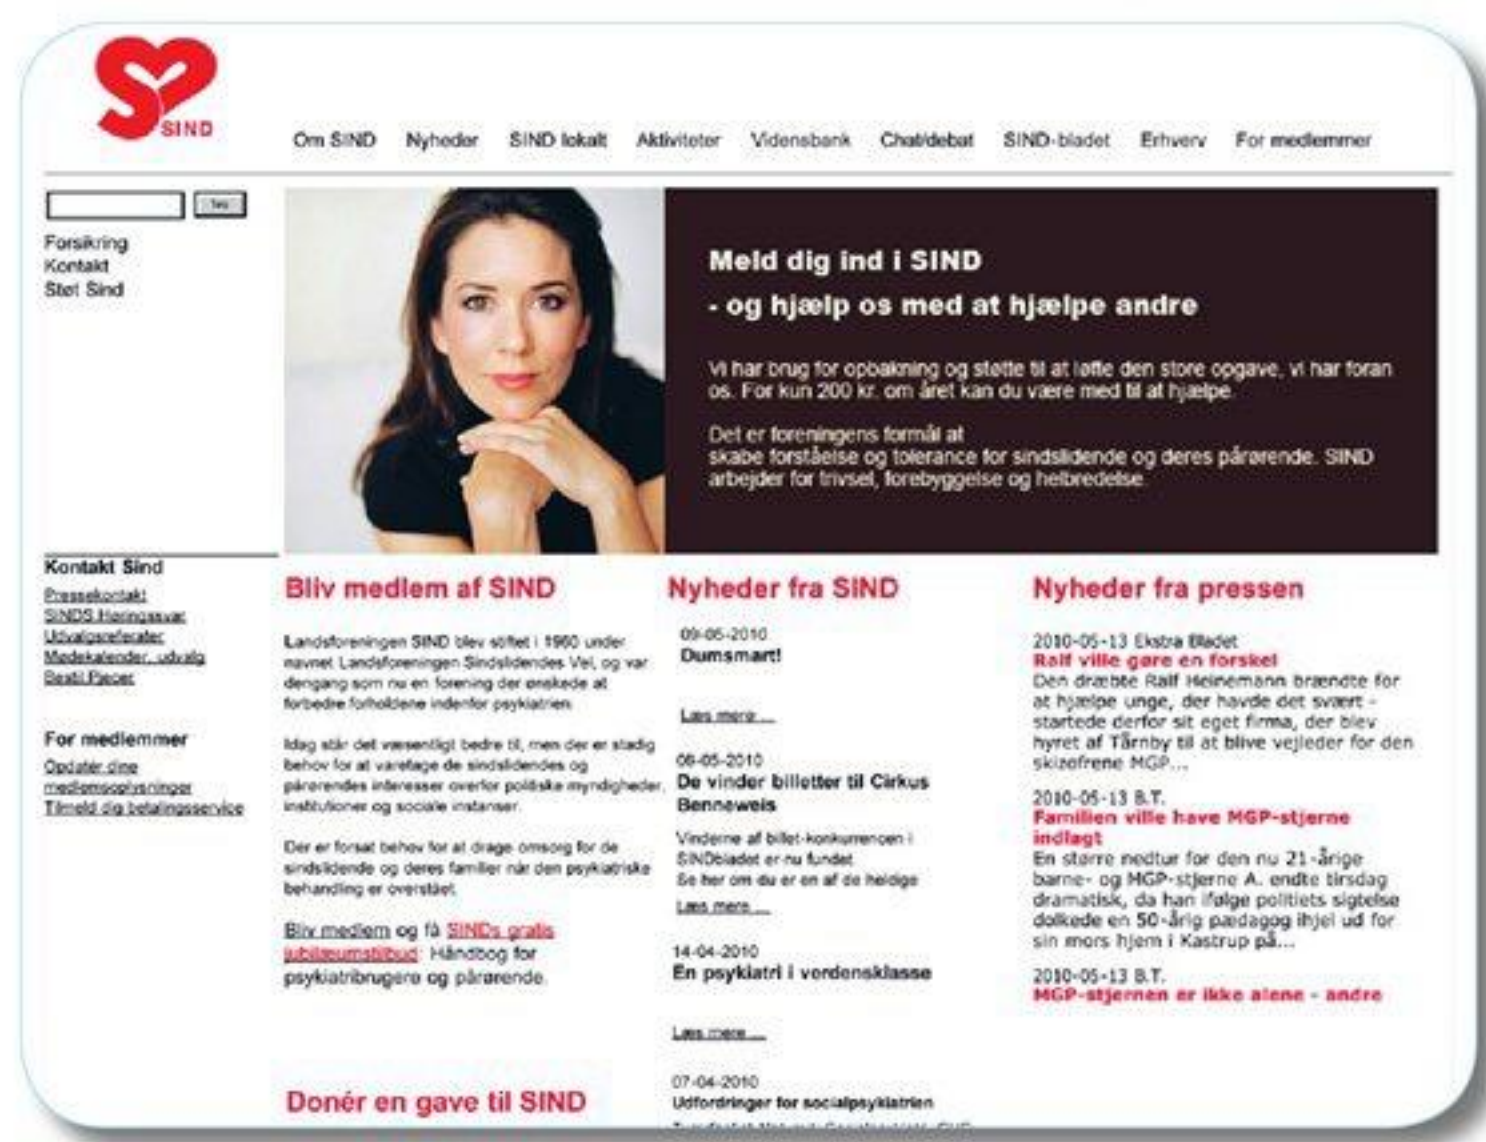 SIND
Om SIND Nyheder SIND lokalt Aktiviteter Vidensbank Chat/debat SIND-bladet Erhverv For medlemmer
Forsikring
Kontakt
Støt Sind
Meld dig ind i SIND
- og hjælp os med at hjælpe andre
Vi har brug for opbakning og støtte til at løfte den store opgave, vi har foran
os. For kun 200 kr. om året kan du være med til at hjælpe.
Det er foreningens formål at
skabe forståelse og tolerance for sindslidende og deres pårørende. SIND
arbejder for trivsel, forebyggelse og helbredelse.
Kontakt Sind
Pressekontakt
SINDS Høringssvar
Udvalgsreferater
Mødekalender, udvalg
Bestil Pjecer
For medlemmer
Opdater dine
medlemsoplysninger
Tilmeld dig betalingsservice
Bliv medlem af SIND
Landsforeningen SIND blev stiftet i 1960 under
navnet Landsforeningen Sindslidendes Vel, og var
dengang som nu en forening der ønskede at
forbedre forholdene indenfor psykiatrien.
Idag står det væsentligt bedre til, men der er stadig
behov for at varetage de sindslidendes og
pårørendes interesser overfor politiske myndigheder,
institutioner og sociale instanser.
Der er forsat behov for at drage omsorg for de
sindslidende og deres familier når den psykiatriske
behandling er overstået.
Bliv medlem og få SINDs gratis
jubilæumstilbud: Håndbog for
psykiatribrugere og pårørende.
Donér en gave til SIND
Nyheder fra SIND
09-05-2010
Dumsmart!
Læs mere ...
06-05-2010
De vinder billetter til Cirkus
Benneweis
Vinderne af billet-konkurrencen i
SINDbladet er nu fundet
Se her om du er en af de heldige
Læs mere ...
14-04-2010
En psykiatri i verdensklasse
Læs mere ...
07-04-2010
Udfordringer for socialpsykiatrien
Nyheder fra pressen
2010-05-13 Ekstra Bladet
Ralf ville gøre en forskel
Den dræbte Ralf Heinemann brændte for
at hjælpe unge, der havde det svært -
startede derfor sit eget firma, der blev
hyret af Tårnby til at blive vejleder for den
skizofrene MGP...
2010-05-13 B.T.
Familien ville have MGP-stjerne
indlagt
En større nedtur for den nu 21-årige
barne- og MGP-stjerne A. endte tirsdag
dramatisk, da han ifølge politiets sigtelse
dolkede en 50-årig pædagog ihjel ud for
sin mors hjem i Kastrup på...
2010-05-13 B.T.
MGP-stjernen er ikke alene - andre